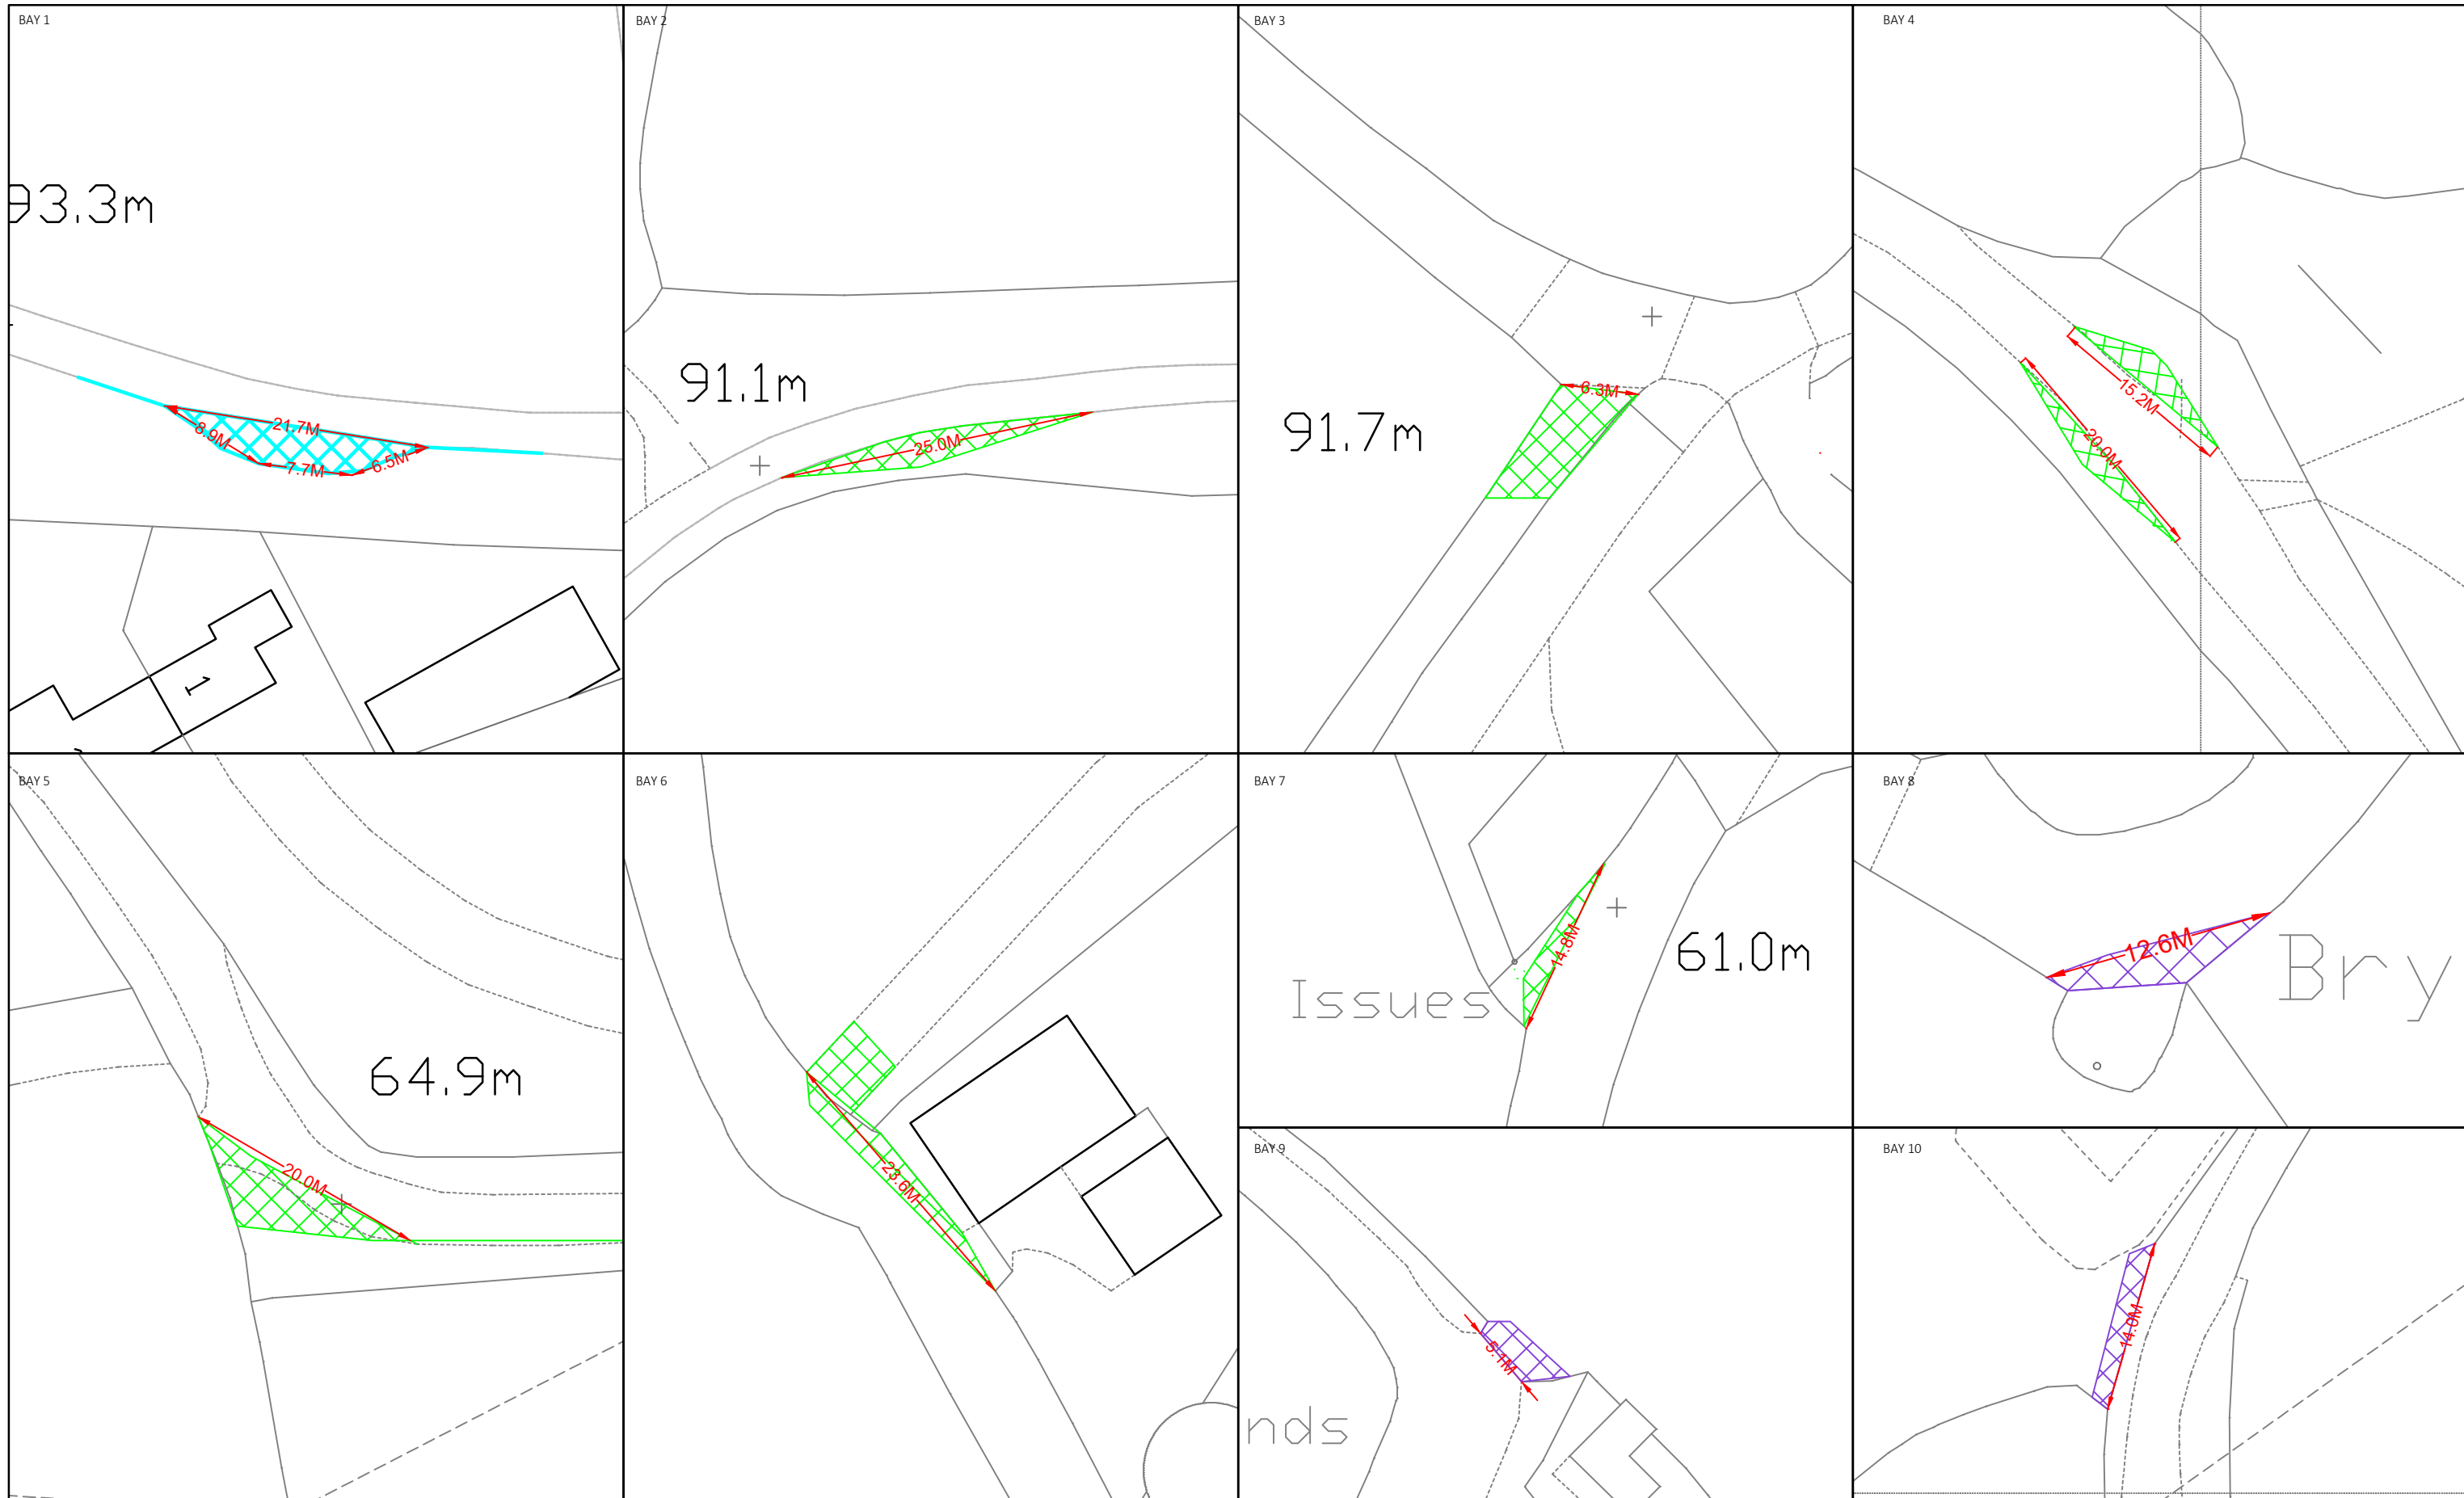 BAY 1
93.3m
21.7M
8.9M
7.7M
6.5M
1
BAY 2
91.1m
25.0M
BAY 3
91.7m
6.3M
BAY 4
15.2M
20.0M
BAY 5
64.9m
20.0M
BAY 6
23.6M
BAY 7
14.8M
61.0m
Issues
BAY 8
12.6M
Bry
BAY 9
5.1M
nds
BAY 10
14.0M